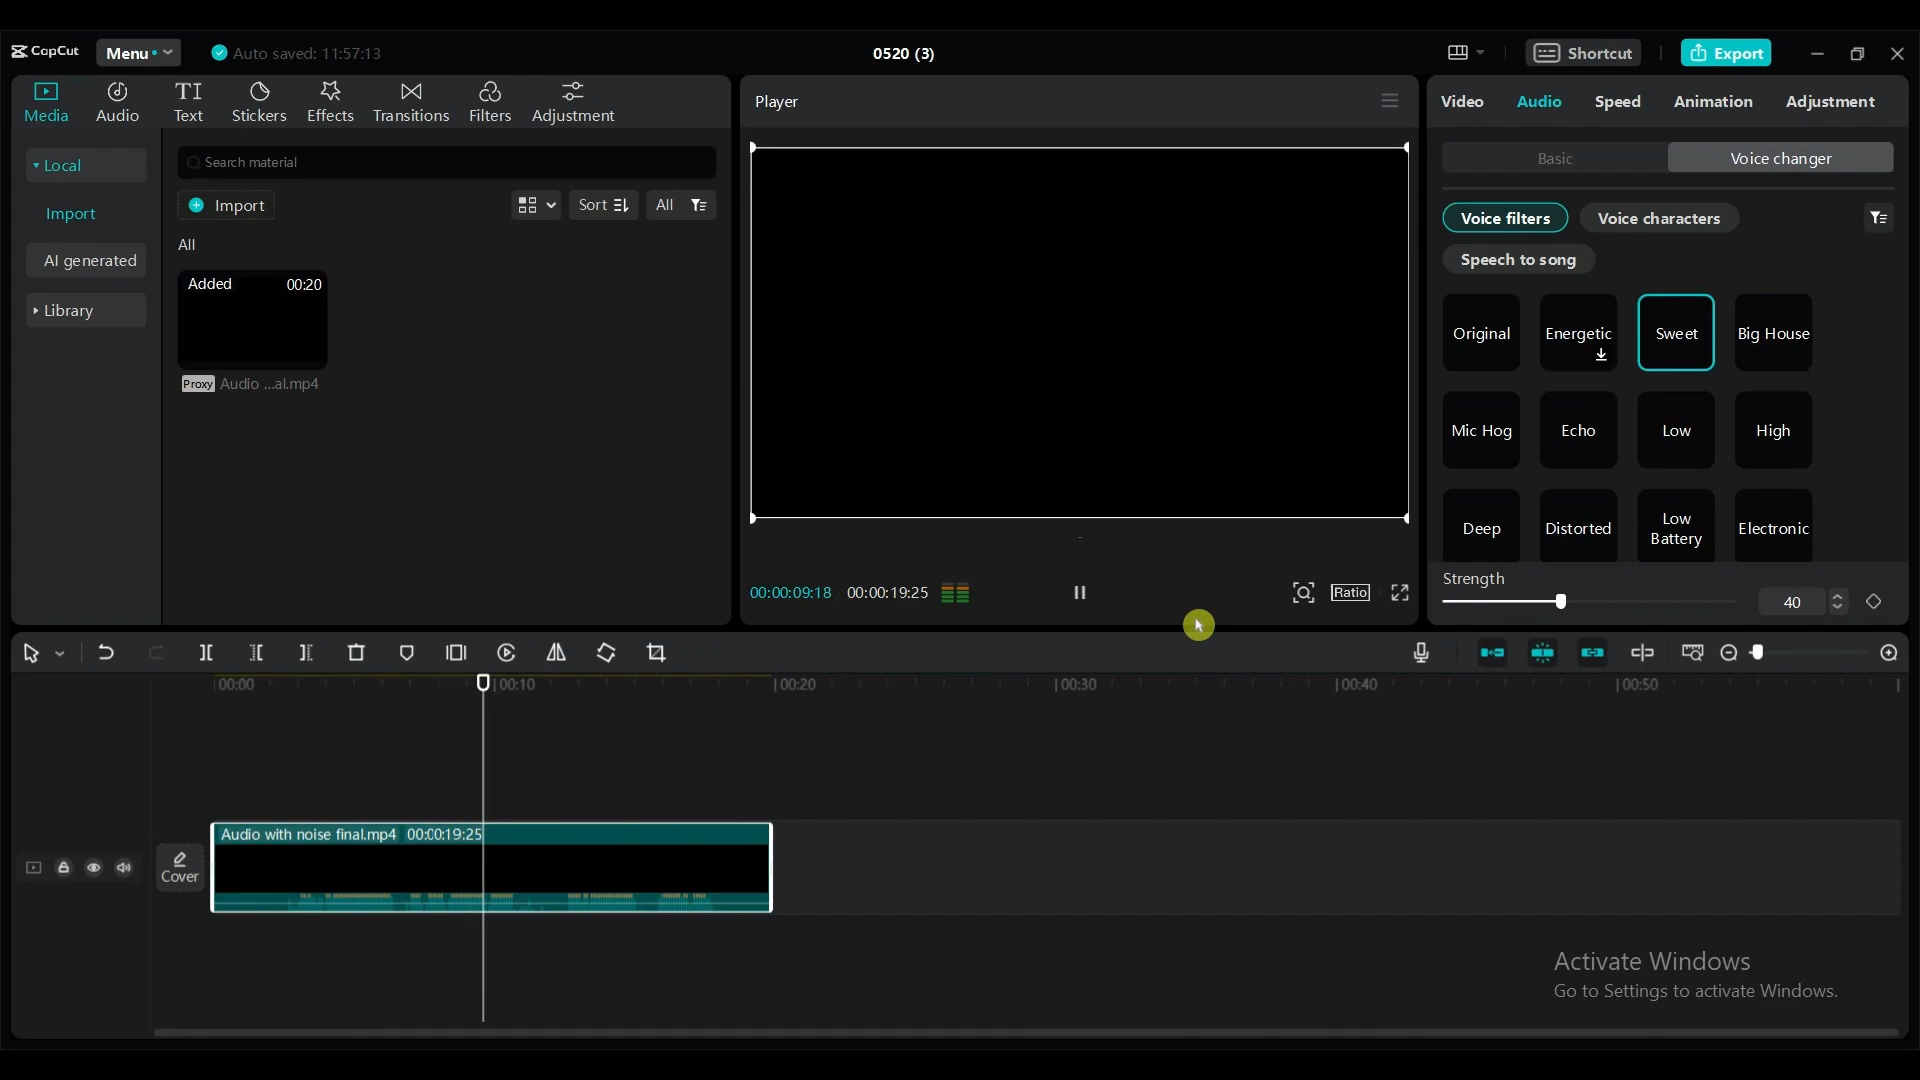 CapCut
Menu
Auto saved: 11:57:13
0520 (3)
Shortcut
Export
Media
Audio
Text
Stickers
Effects
Transitions
Filters
Adjustment
Local
Import
AI generated
Library
Search material
Import
Sort
All
All
Added 00:20
Proxy Audio ...al.mp4
Player
00:00:09:18 00:00:19:25
Ratio
Video
Audio
Speed
Animation
Adjustment
Basic
Voice changer
Voice filters
Voice characters
Speech to song
Original
Energetic
Sweet
Big House
Mic Hog
Echo
Low
High
Deep
Distorted
Low
Battery
Electronic
Strength
40
00:00
00:10
00:20
00:30
00:40
00:50
Cover
Audio with noise final.mp4 00:00:19:25
Activate Windows
Go to Settings to activate Windows.